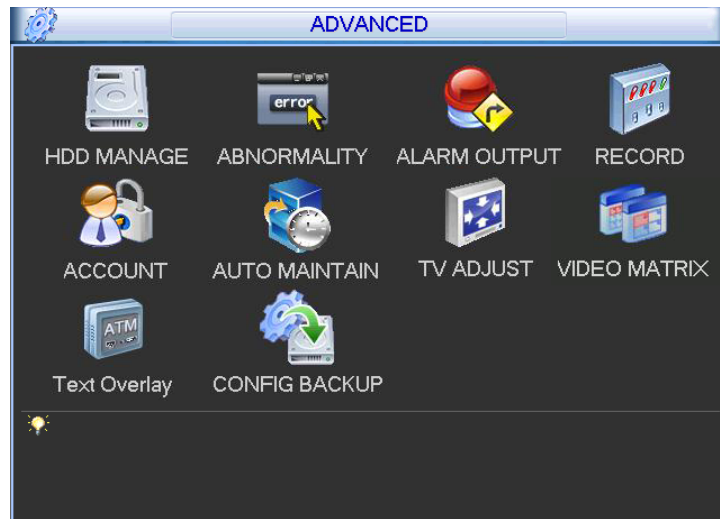 ADVANCED
error
HDD MANAGE ABNORMALITY ALARM OUTPUT RECORD
ACCOUNT AUTO MAINTAIN TV ADJUST VIDEO MATRIX
ATM
Text Overlay CONFIG BACKUP